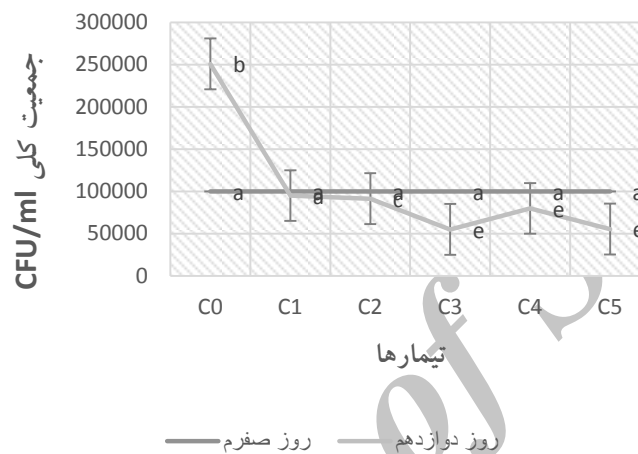 300000
250000
200000
150000
100000
50000
0
جمعیت کلی CFU/ml
b
a a a a a a
a c e e e
C0 C1 C2 C3 C4 C5
تیمارها
روز صفرم روز دوازدهم
of S